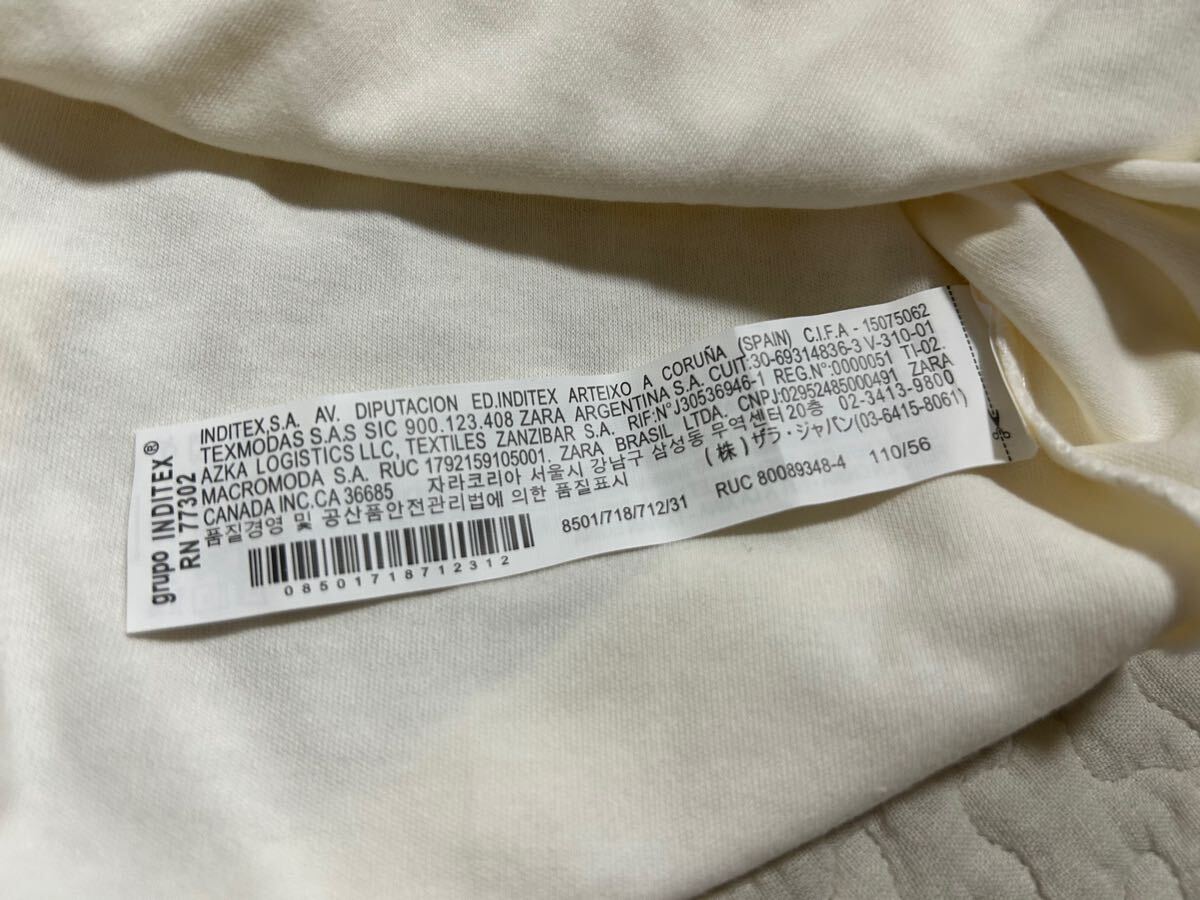 grupo INDITEX®
RN 77302
INDITEX,S.A. AV. DIPUTACION ED.INDITEX ARTEIXO A CORUÑA (SPAIN) C.I.F.A - 15075062
TEXMODAS S.A.S SIC 900.123.408 ZARA ARGENTINA S.A. CUIT:30-69314836-3 V-310-01
AZKA LOGISTICS LLC, TEXTILES ZANZIBAR S.A. RIF:N°J30536946-1 REG.N°:0000051 TI-02.
MACROMODA S.A. RUC 1792159105001. ZARA BRASIL LTDA. CNPJ:02952485000491 ZARA
CANADA INC.CA 36685 자라코리아 서울시 강남구 삼성동 무역센터 20층 02-3413-9800
품질경영 및 공산품안전관리법에 의한 품질표시 (株)ザラ・ジャパン(03-6415-8061)
8501/718/712/31 RUC 80089348-4 110/56
08501718712312